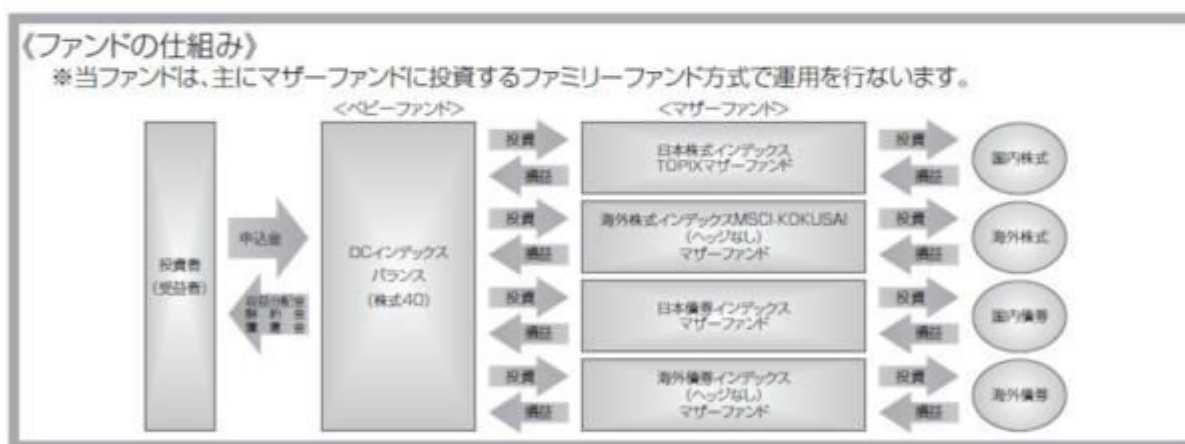 《ファンドの仕組み》
※当ファンドは、主にマザーファンドに投資するファミリーファンド方式で運用を行ないます。
<ベビーファンド>
<マザーファンド>
投資者
(受益者)
申込金
収益分配金
解約金
償還金
DCインデックス
バランス
(株式40)
投資
損益
日本株式インデックス
TOPIXマザーファンド
投資
損益
国内株式
投資
損益
海外株式インデックスMSCI-KOKUSAI
(ヘッジなし)
マザーファンド
投資
損益
海外株式
投資
損益
日本債券インデックス
マザーファンド
投資
損益
国内債券
投資
損益
海外債券インデックス
(ヘッジなし)
マザーファンド
投資
損益
海外債券